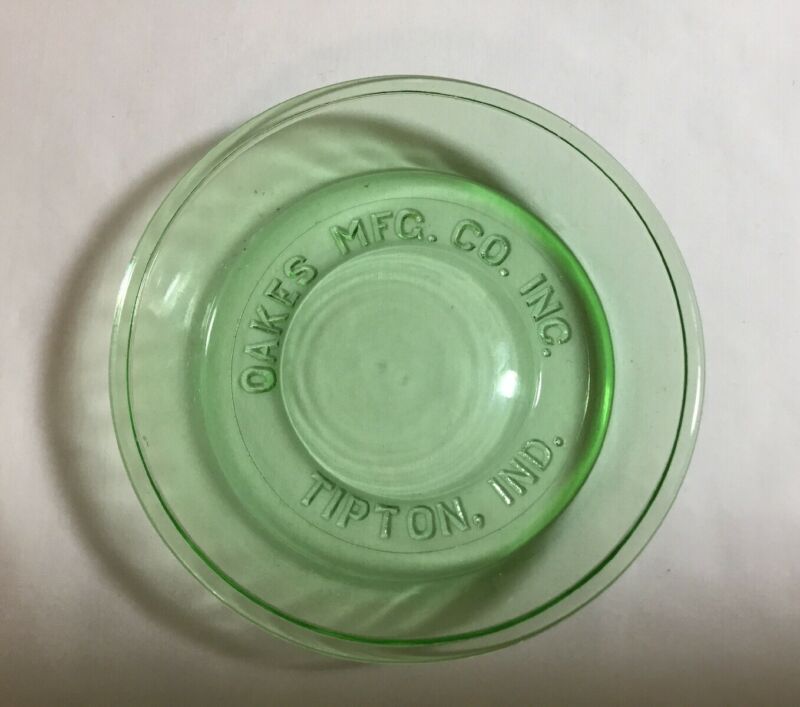 OAKES MFG. CO. INC.
TIPTON, IND.